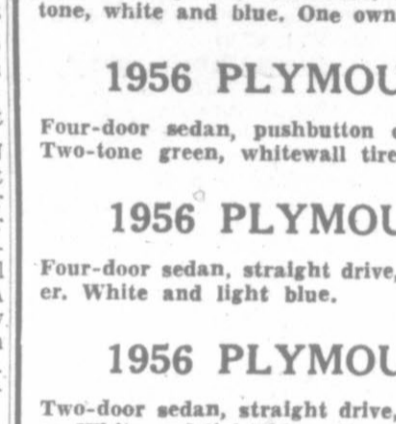 tone, white and blue. One own
1956 PLYMOU
Four-door sedan, pushbutton
Two-tone green, whitewall tire
1956 PLYMOU
Four-door sedan, straight drive,
er. White and light blue.
1956 PLYMOU
Two-door sedan, straight drive,